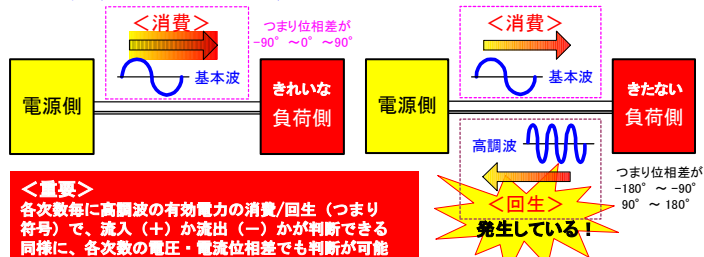 ＜消費＞
つまり位相差が
-90°～0°～90°
基本波
電源側
きれいな
負荷側
＜消費＞
基本波
電源側
きたない
負荷側
高調波
つまり位相差が
-180°～-90°
90°～180°
＜回生＞
発生している！
＜重要＞
各次数毎に高調波の有効電力の消費/回生（つまり
符号）で、流入（＋）か流出（－）かが判断できる
同様に、各次数の電圧・電流位相差でも判断が可能